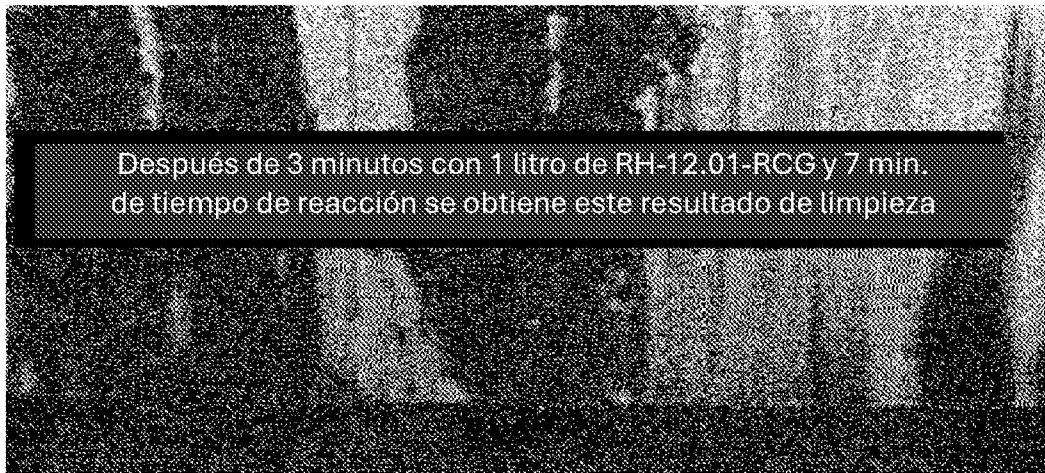 Después de 3 minutos con 1 litro de RH-12.01-RCG y 7 min.
de tiempo de reacción se obtiene este resultado de limpieza